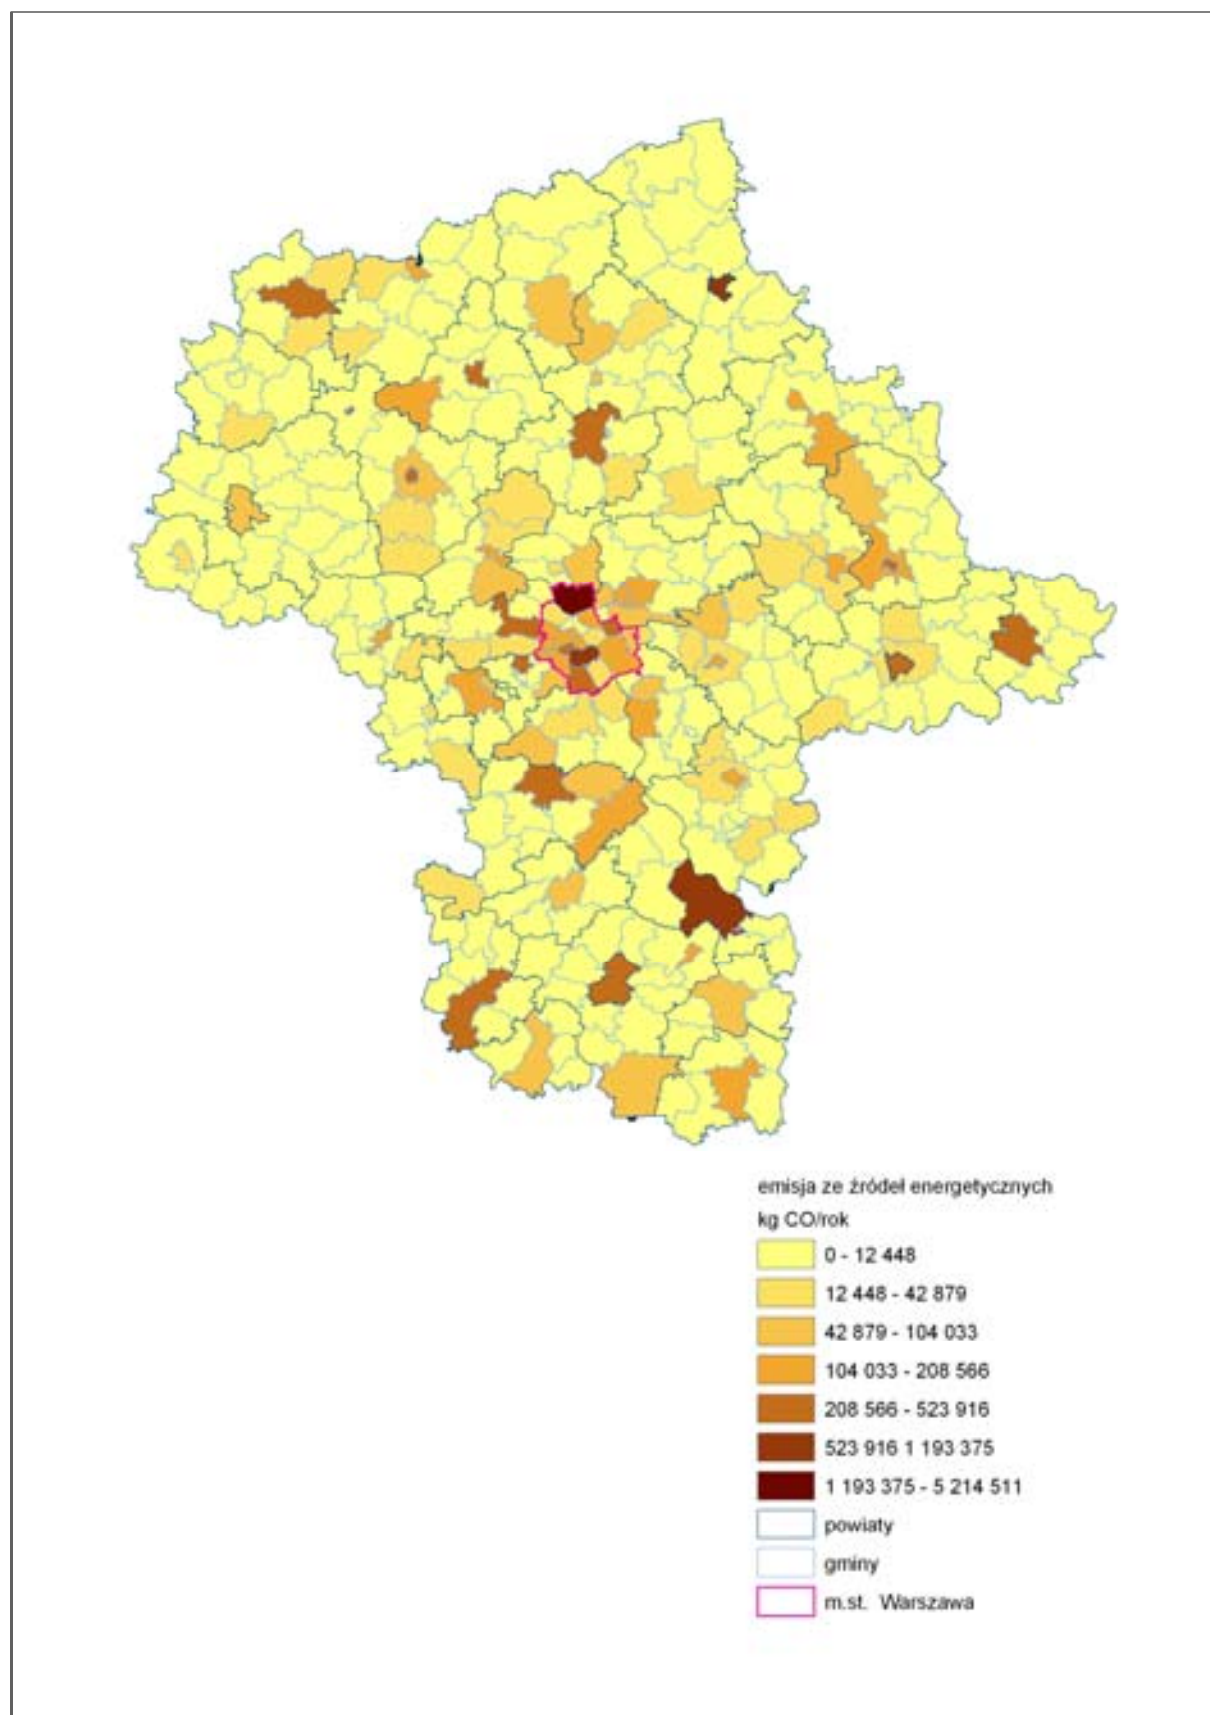 emisja ze źródeł energetycznych
kg CO/rok
0 - 12 448
12 448 - 42 879
42 879 - 104 033
104 033 - 208 566
208 566 - 523 916
523 916 1 193 375
1 193 375 - 5 214 511
powiaty
gminy
m.st. Warszawa